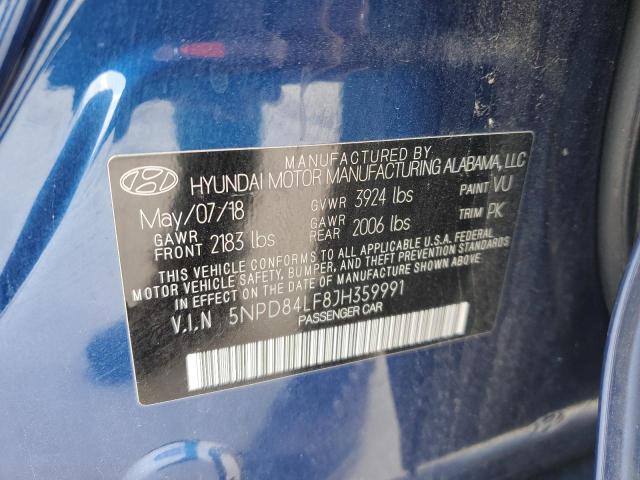 MANUFACTURED BY
HYUNDAI MOTOR MANUFACTURING ALABAMA, LLC
May/07/18 GVWR 3924 lbs PAINT VU
GAWR FRONT 2183 lbs GAWR REAR 2006 lbs TRIM PK
THIS VEHICLE CONFORMS TO ALL APPLICABLE U.S.A. FEDERAL
MOTOR VEHICLE SAFETY, BUMPER, AND THEFT PREVENTION STANDARDS
IN EFFECT ON THE DATE OF MANUFACTURE SHOWN ABOVE.
V.I.N 5NPD84LF8JH359991
PASSENGER CAR